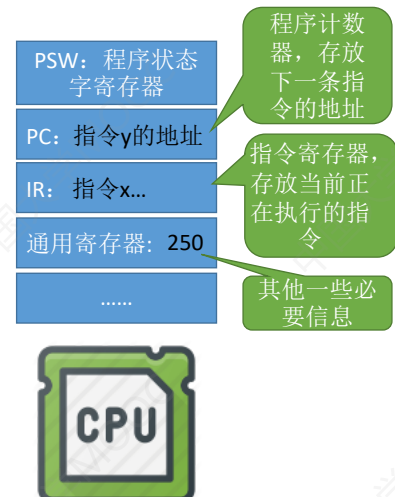 程序计数
器，存放
下一条指
令的地址
PSW：程序状态
字寄存器
PC：指令y的地址
指令寄存器，
存放当前正
在执行的指
令
IR： 指令x...
通用寄存器：250
其他一些必
要信息
......
CPU